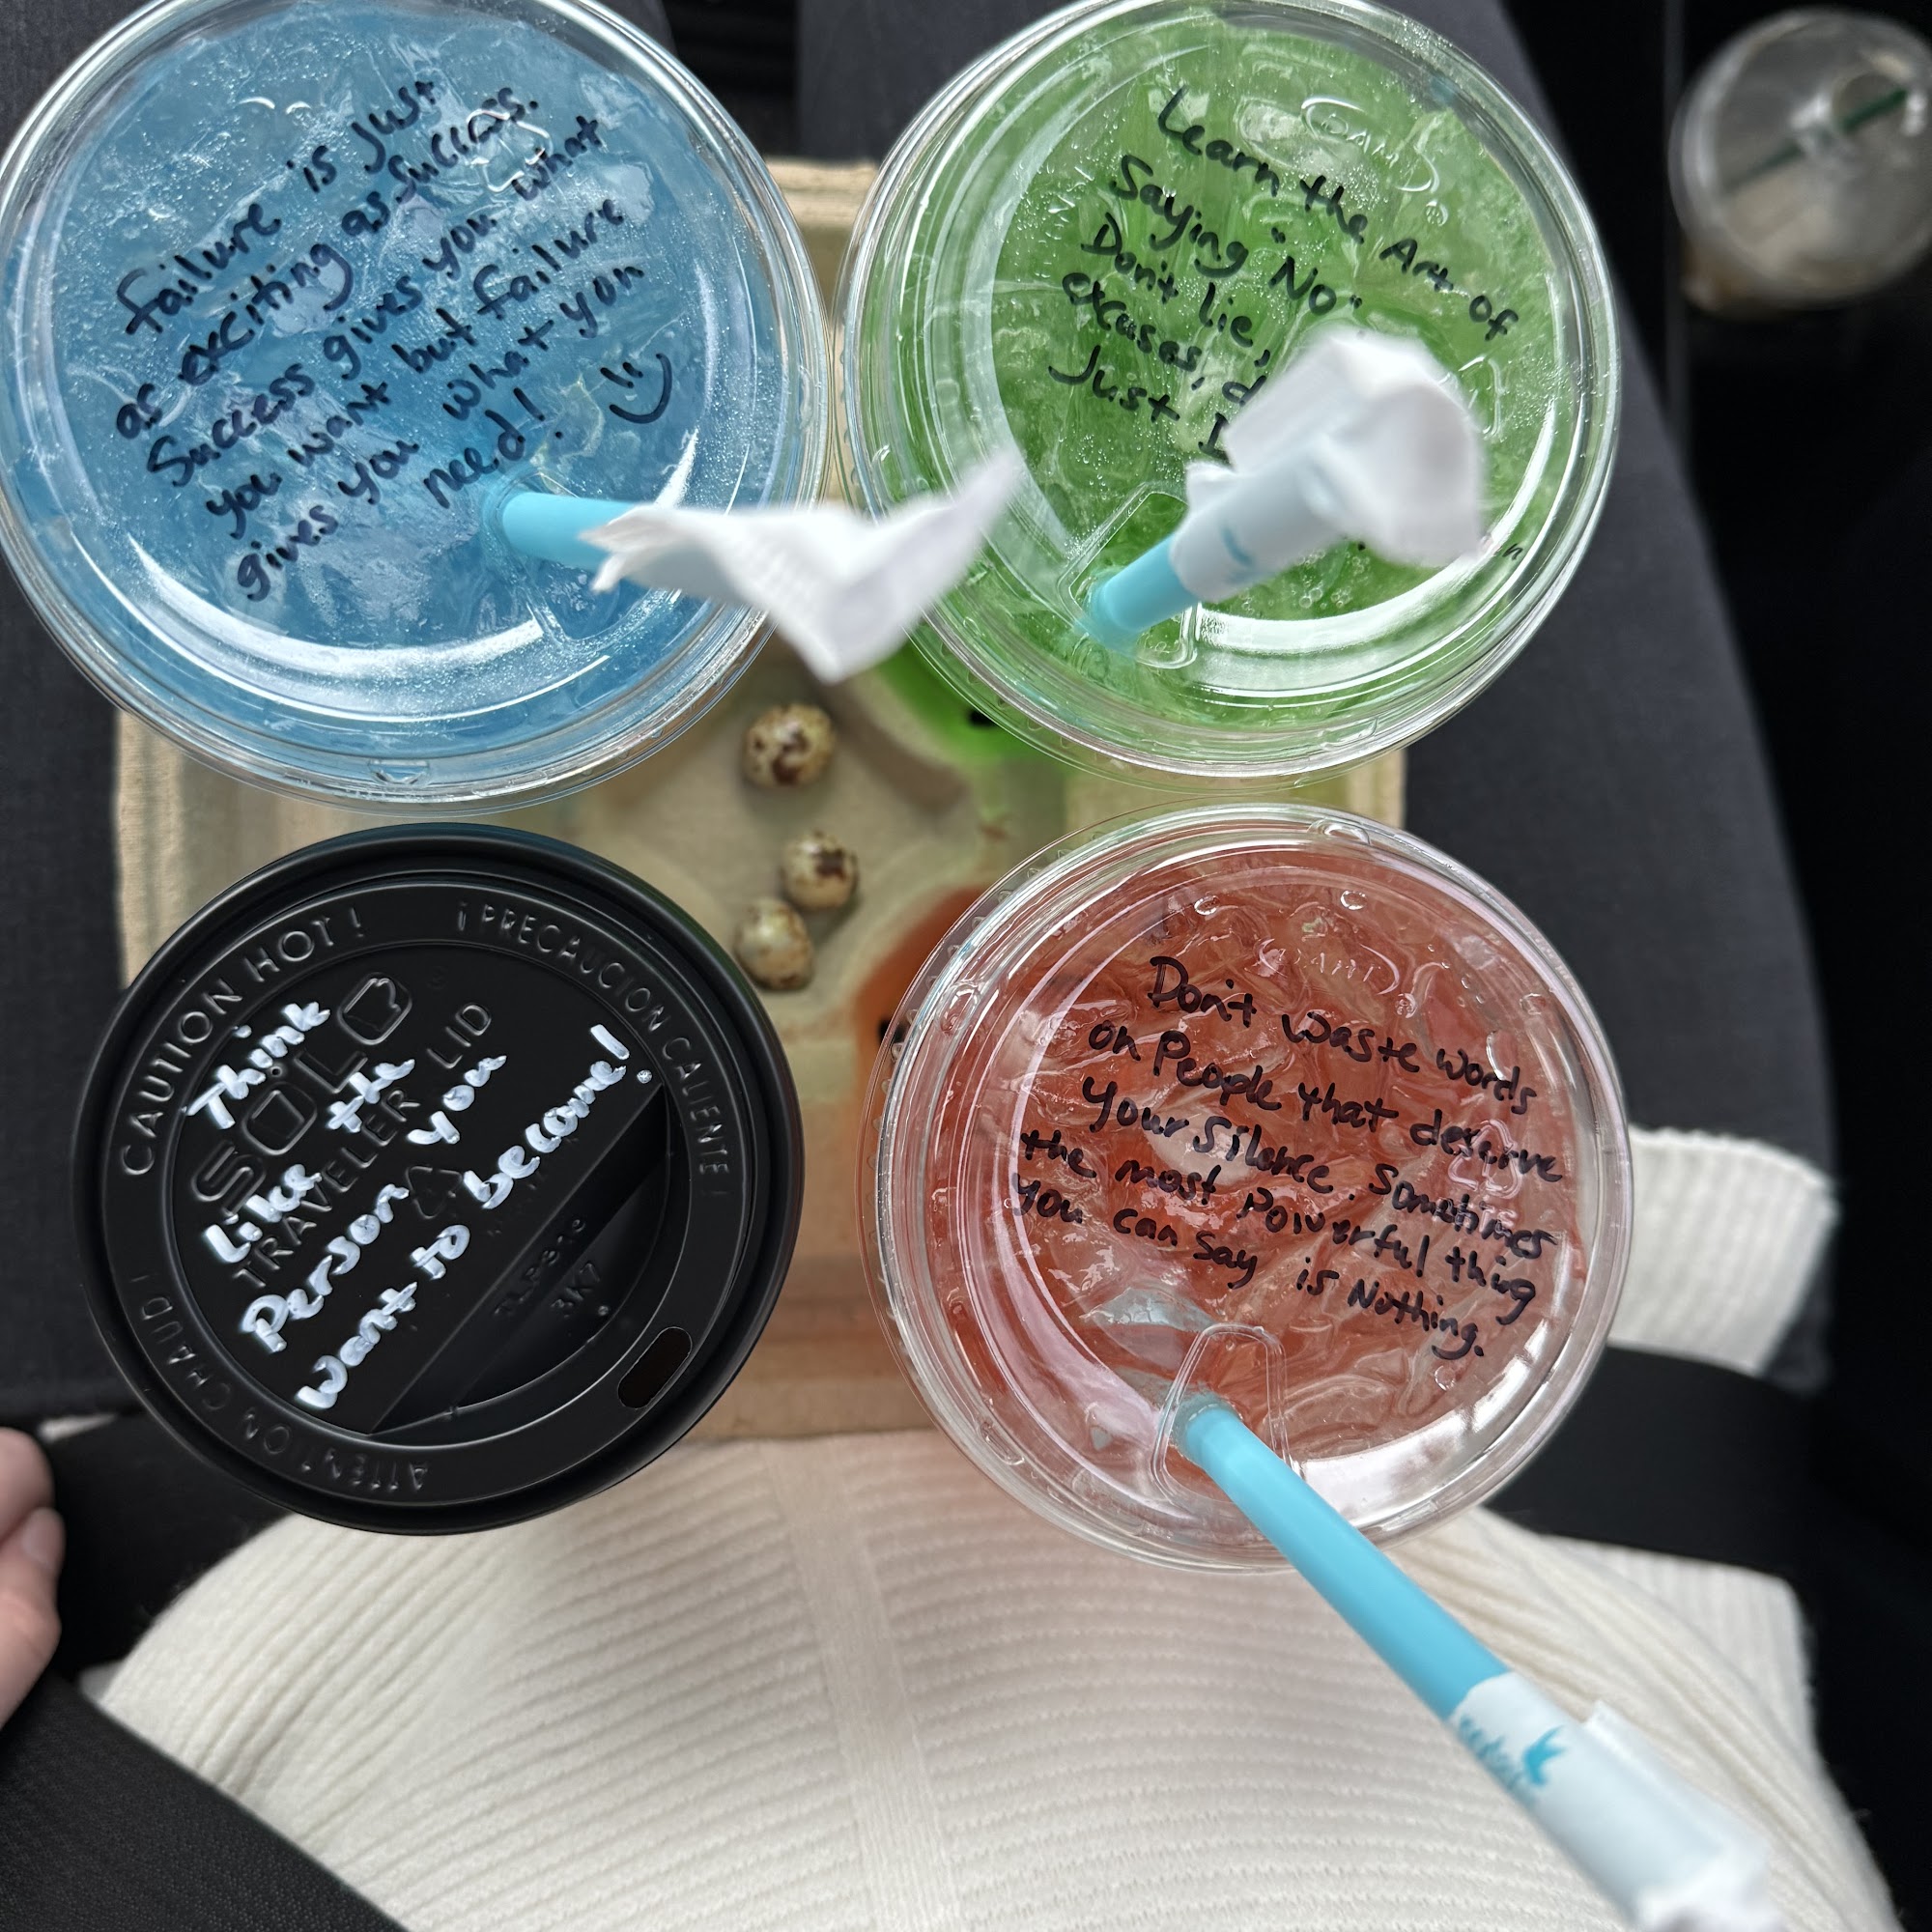 failure is Just
as exciting as success.
Success gives you what
you want but failure
gives you what you
need!
Learn the Art of
Saying "No"
Don't lie,
excuses,
Just
CAUTION HOT !
¡ PRECAUCION CALIENTE !
ATTENTION CHAUD !
SOLO
TRAVELER LID
Think
like the
Person you
want to become!
Don't waste words
on People that deserve
your Silence. Sometimes
the most Powerful thing
you can say is Nothing.